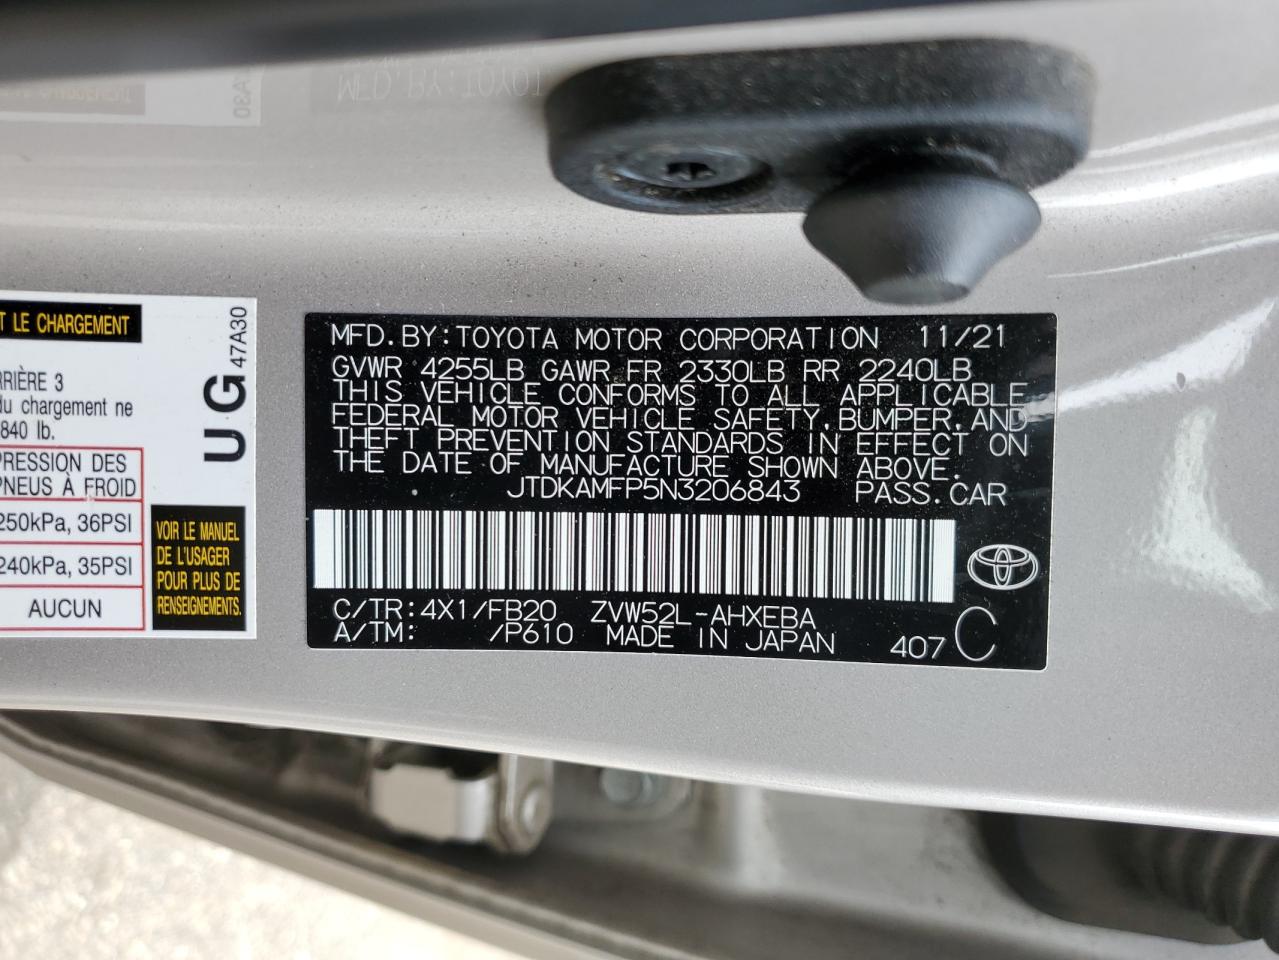 T LE CHARGEMENT
RRIÈRE 3
du chargement ne
840 lb.
PRESSION DES
PNEUS À FROID
250kPa, 36PSI
240kPa, 35PSI
AUCUN
UG 47A30
VOIR LE MANUEL
DE L'USAGER
POUR PLUS DE
RENSEIGNEMENTS.
MFD. BY: TOYOTA MOTOR CORPORATION 11/21
GVWR 4255LB GAWR FR 2330LB RR 2240LB
THIS VEHICLE CONFORMS TO ALL APPLICABLE
FEDERAL MOTOR VEHICLE SAFETY, BUMPER, AND
THEFT PREVENTION STANDARDS IN EFFECT ON
THE DATE OF MANUFACTURE SHOWN ABOVE.
JTDKAMFP5N3206843 PASS. CAR
C/TR: 4X1/FB20 ZVW52L-AHXEBA
A/TM: /P610 MADE IN JAPAN 407 C
MFD. BY: TOYOT